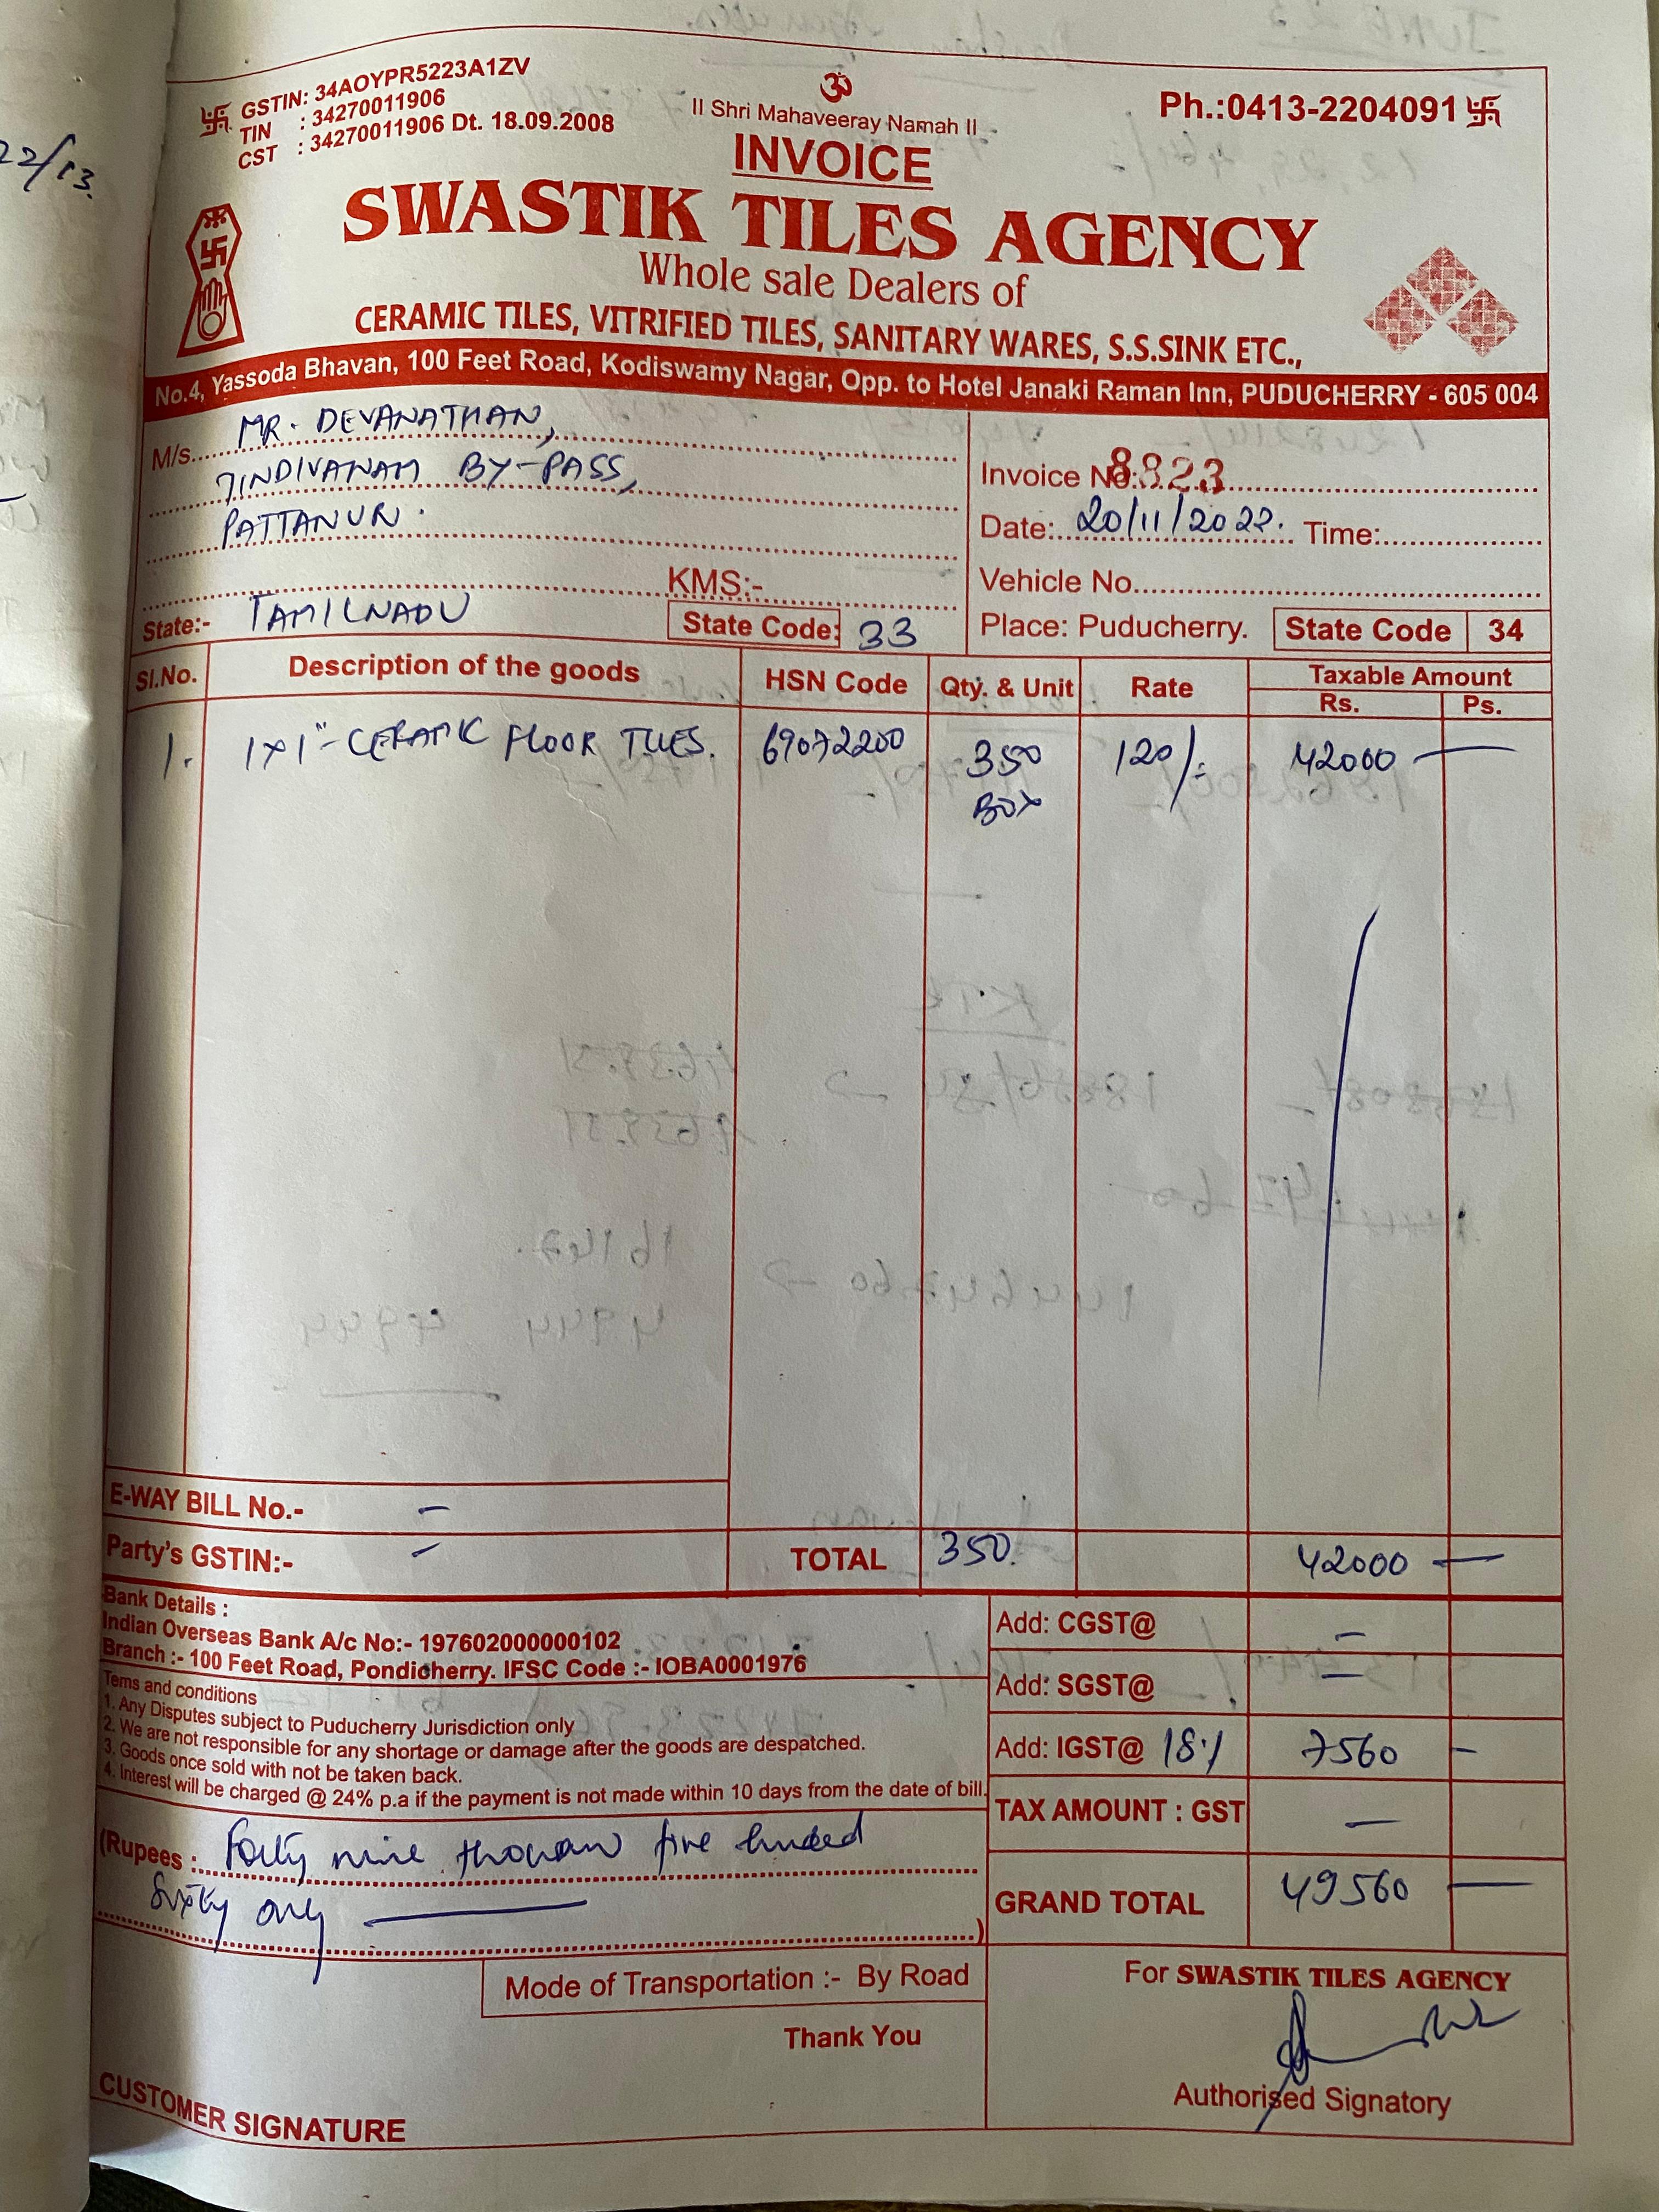 22/13.
GSTIN: 34AOYPR5223A1ZV
TIN : 34270011906
CST : 34270011906 Dt. 18.09.2008
ॐ
II Shri Mahaveeray Namah II
INVOICE
Ph.:0413-2204091
SWASTIK TILES AGENCY
Whole sale Dealers of
CERAMIC TILES, VITRIFIED TILES, SANITARY WARES, S.S.SINK ETC.,
No.4, Yassoda Bhavan, 100 Feet Road, Kodiswamy Nagar, Opp. to Hotel Janaki Raman Inn, PUDUCHERRY - 605 004
M/s. MR. DEVANATHAN,
TINDIVANAM BY-PASS,
PATTANUR.
KMS:-
State:- TAMILNADU State Code: 33
Invoice No: 8823
Date: 20/11/2022. Time:
Vehicle No.
Place: Puducherry. State Code 34
Sl.No. Description of the goods HSN Code Qty. & Unit Rate Taxable Amount
Rs. Ps.
1. 1x1" - CERAMIC FLOOR TILES. 69072200 350 120/- 42000 —
BOX
E-WAY BILL No.- –
Party's GSTIN:- – TOTAL 350. 42000 —
Bank Details :
Indian Overseas Bank A/c No:- 197602000000102
Branch :- 100 Feet Road, Pondicherry. IFSC Code :- IOBA0001976
Tems and conditions
1. Any Disputes subject to Puducherry Jurisdiction only
2. We are not responsible for any shortage or damage after the goods are despatched.
3. Goods once sold with not be taken back.
4. Interest will be charged @ 24% p.a if the payment is not made within 10 days from the date of bill.
Add: CGST@ –
Add: SGST@ –
Add: IGST@ 18% 7560 –
TAX AMOUNT : GST –
GRAND TOTAL 49560 —
(Rupees : Forty nine thousan five hunded
Sixty only —)
Mode of Transportation :- By Road
Thank You
CUSTOMER SIGNATURE
For SWASTIK TILES AGENCY
Authorised Signatory